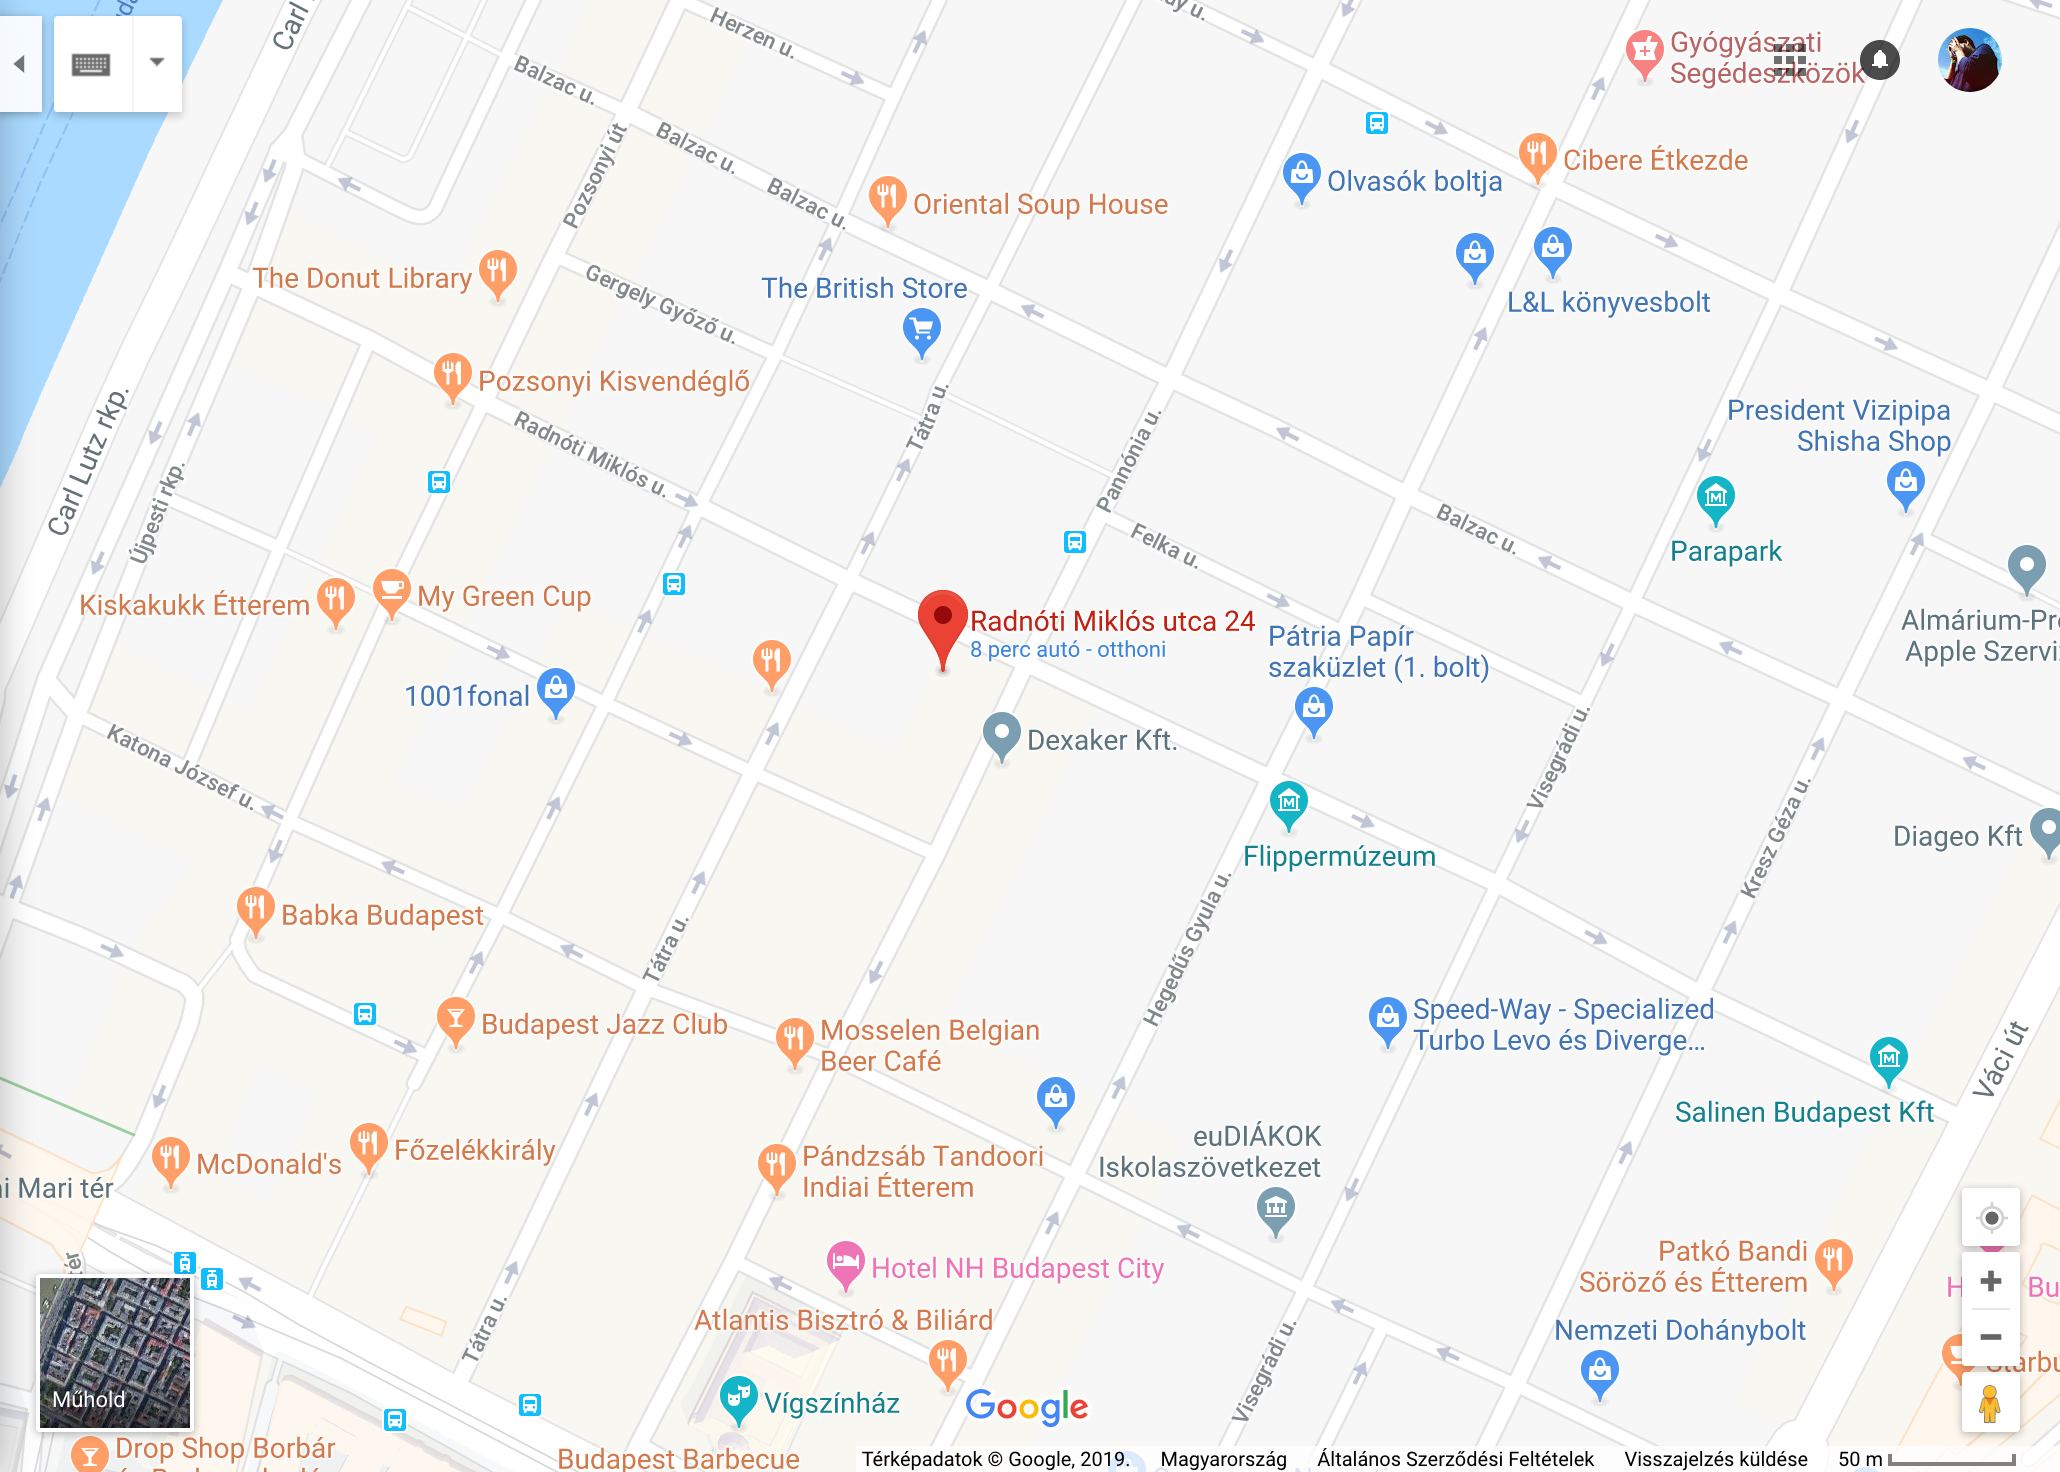 Carl
Herzen u.
Balzac u.
Balzac u.
Balzac u.
Pozsonyi út
Gyógyászati
Segédeszközök
Cibere Étkezde
Olvasók boltja
Oriental Soup House
The Donut Library
Gergely Győző u.
The British Store
L&L könyvesbolt
Pozsonyi Kisvendéglő
Radnóti Miklós u.
Tátra u.
Pannónia u.
President Vizipipa
Shisha Shop
Carl Lutz rkp.
Újpesti rkp.
Balzac u.
Felka u.
Parapark
Kiskakukk Étterem
My Green Cup
Radnóti Miklós utca 24
8 perc autó - otthoni
Pátria Papír
szaküzlet (1. bolt)
Almárium-Pr
Apple Szervi
1001fonal
Dexaker Kft.
Katona József u.
Visegrádi u.
Kresz Géza u.
Diageo Kft
Flippermúzeum
Babka Budapest
Tátra u.
Hegedűs Gyula u.
Budapest Jazz Club
Mosselen Belgian
Beer Café
Speed-Way - Specialized
Turbo Levo és Diverge...
Váci út
Salinen Budapest Kft
McDonald's
Főzelékkirály
Pándzsáb Tandoori
Indiai Étterem
euDIÁKOK
Iskolaszövetkezet
i Mari tér
tér
Hotel NH Budapest City
Patkó Bandi
Söröző és Étterem
H
Bu
Atlantis Bisztró & Biliárd
Tátra u.
Visegrádi u.
Nemzeti Dohánybolt
Starbu
Műhold
Vígszínház
Google
Drop Shop Borbár
Budapest Barbecue
Térképadatok © Google, 2019. Magyarország Általános Szerződési Feltételek Visszajelzés küldése 50 m